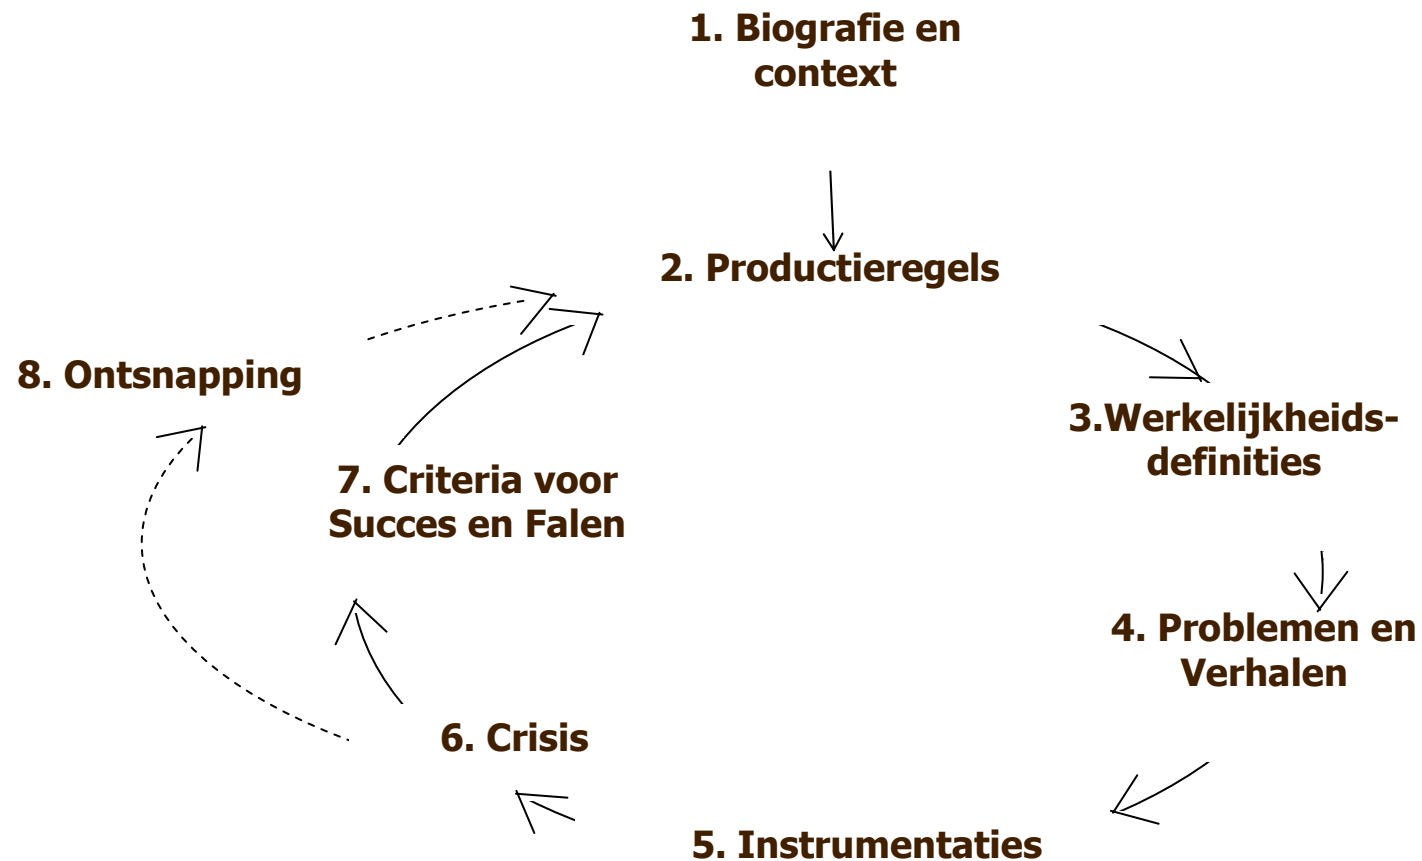 1. Biografie en
context
2. Productieregels
3.Werkelijkheids-
definities
4. Problemen en
Verhalen
5. Instrumentaties
6. Crisis
7. Criteria voor
Succes en Falen
8. Ontsnapping